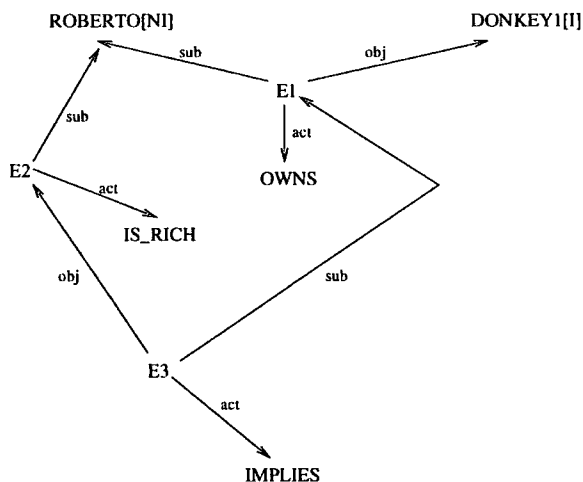 ROBERTO[NI]
DONKEY1[I]
sub
obj
E1
sub
act
E2
act
OWNS
IS_RICH
obj
sub
E3
act
IMPLIES